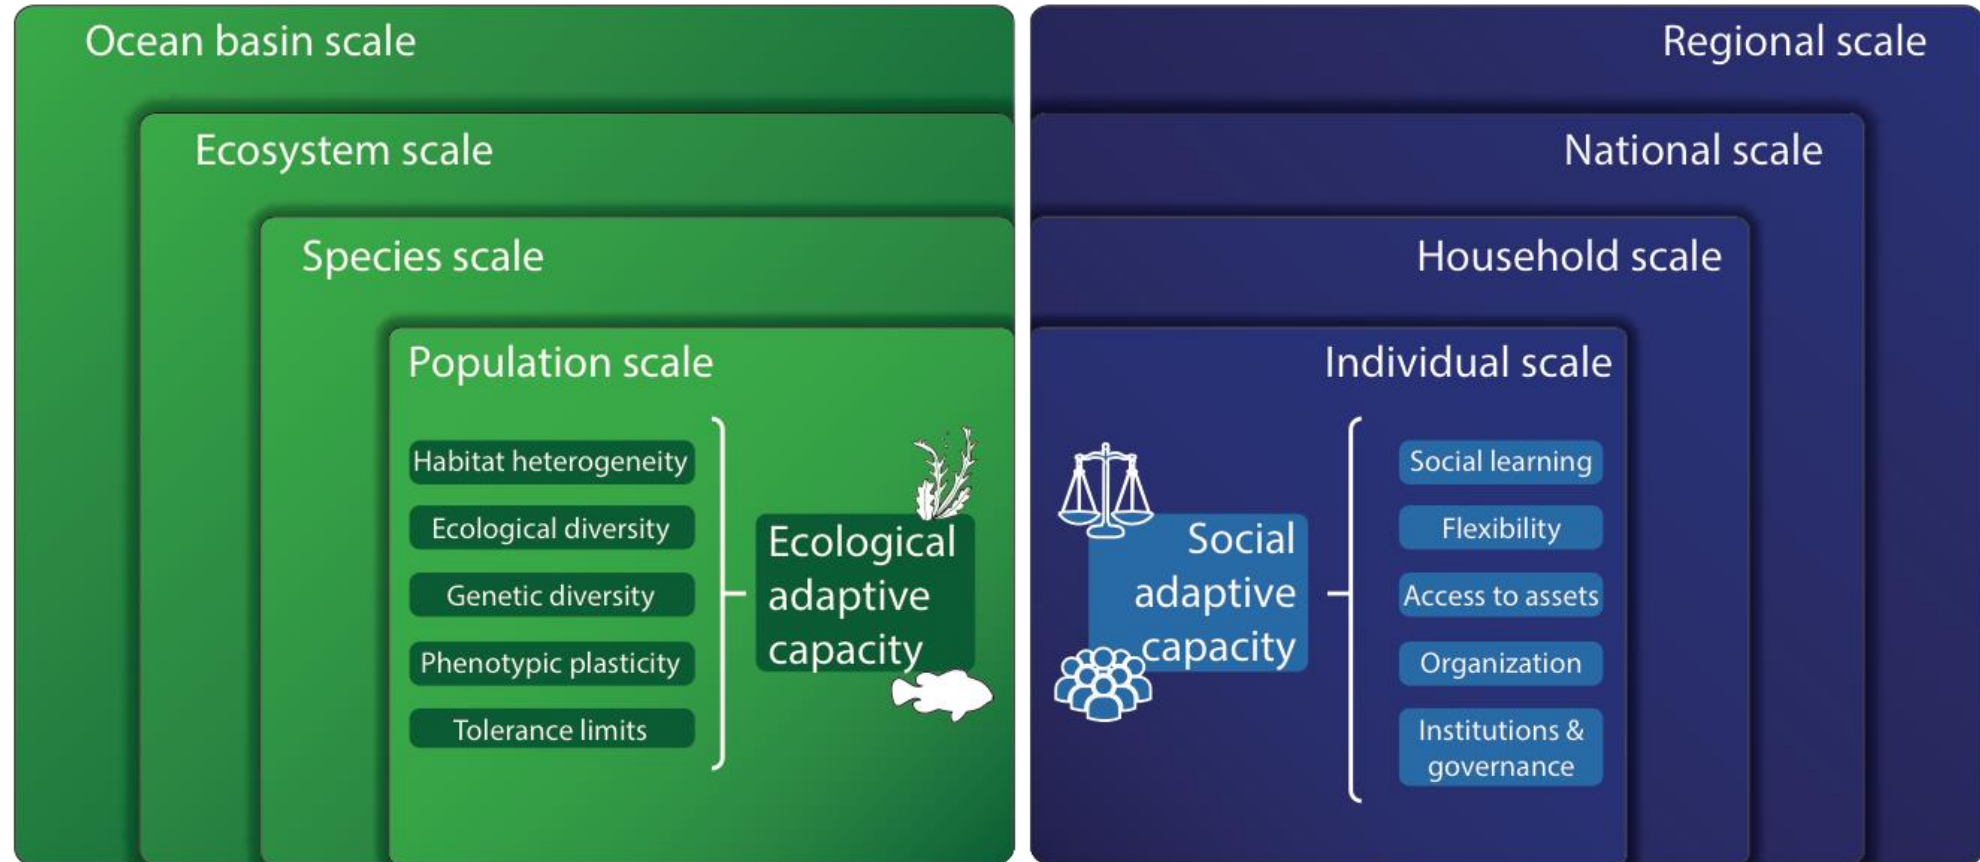 Ocean basin scale
Ecosystem scale
Species scale
Population scale
Habitat heterogeneity
Ecological diversity
Genetic diversity
Phenotypic plasticity
Tolerance limits
Ecological
adaptive
capacity
Regional scale
National scale
Household scale
Individual scale
Social
adaptive
capacity
Social learning
Flexibility
Access to assets
Organization
Institutions &
governance